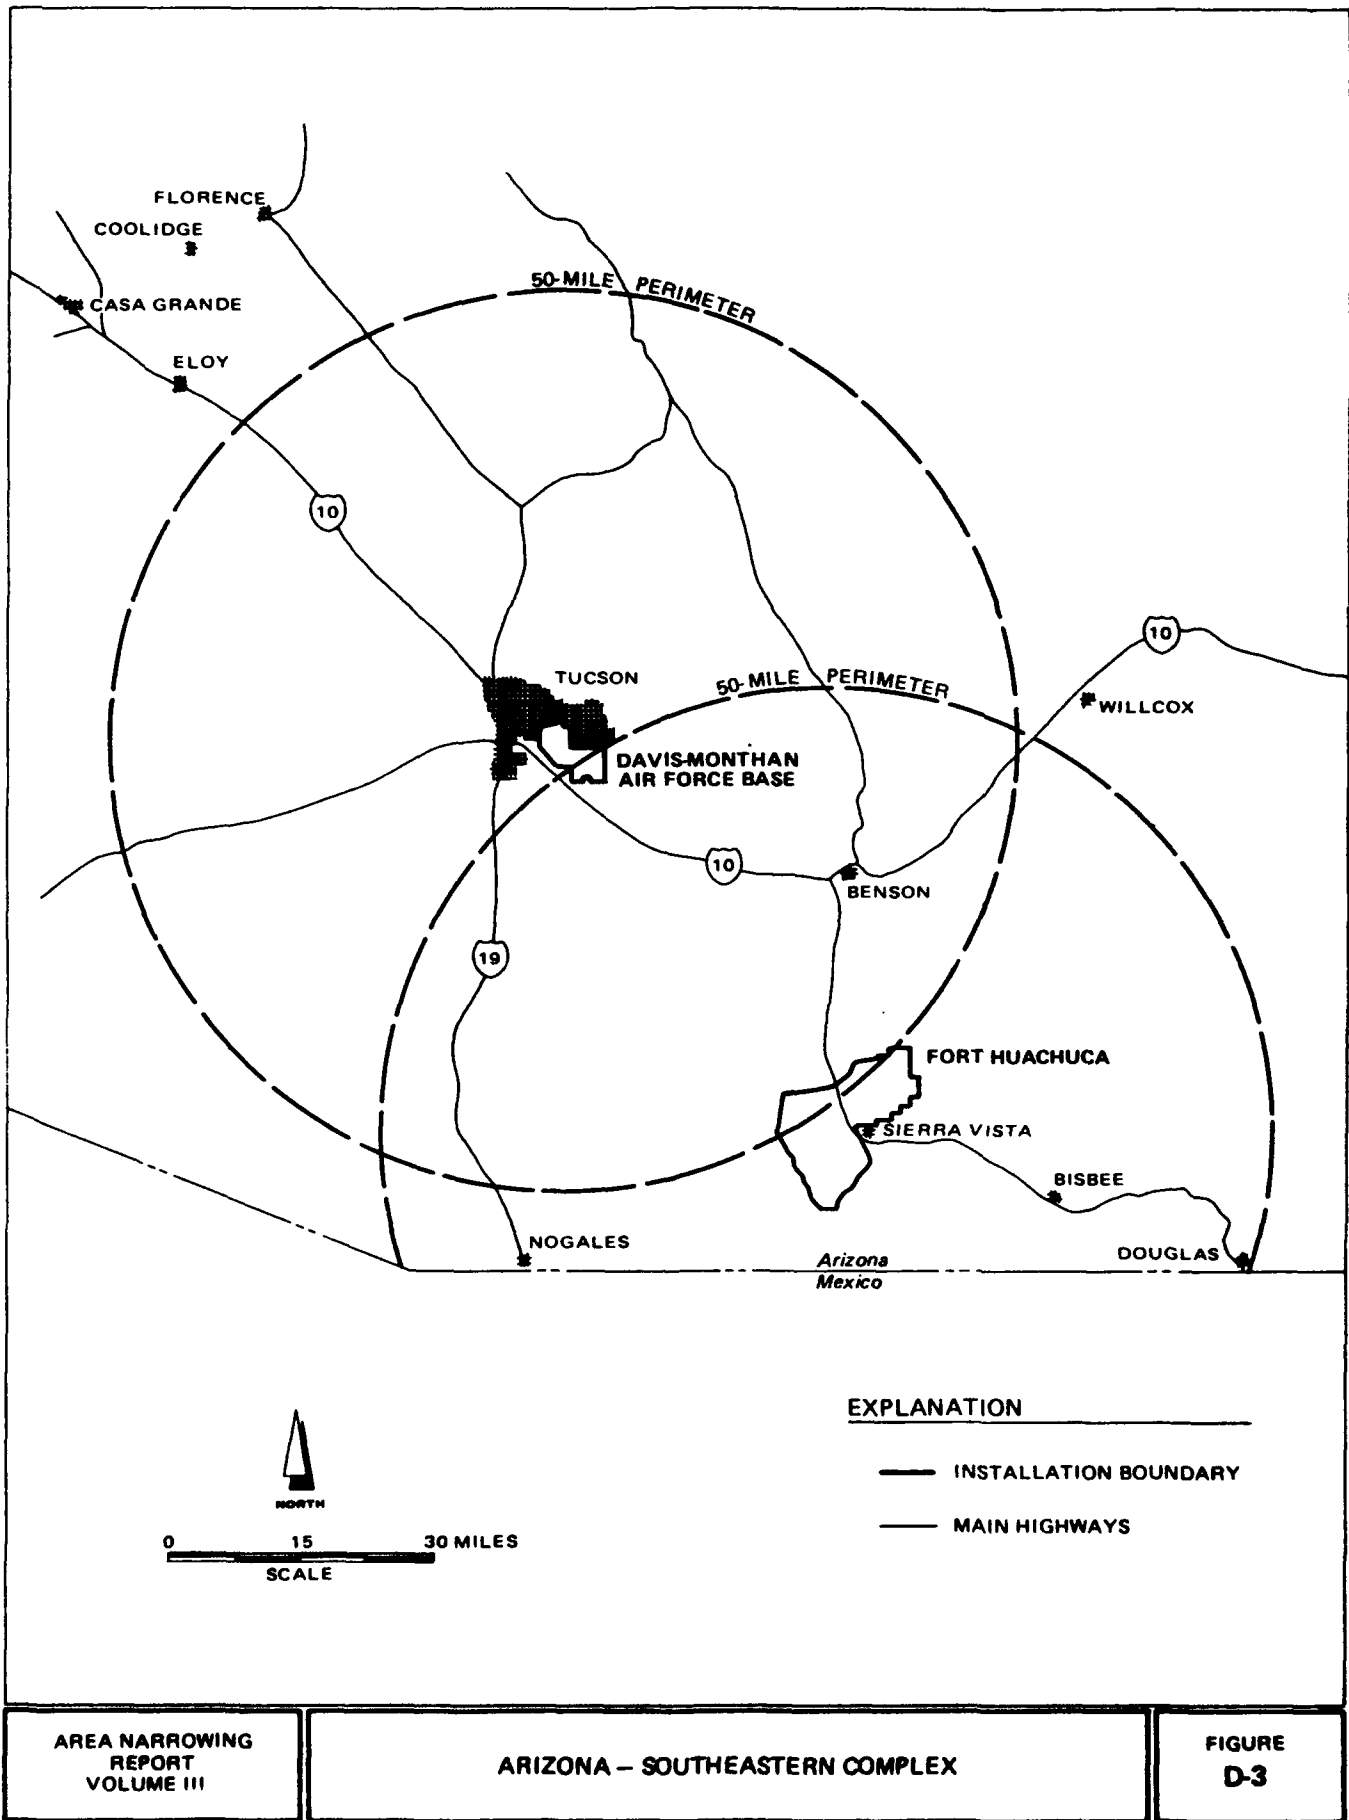 FLORENCE
COOLIDGE
50-MILE PERIMETER
CASA GRANDE
ELOY
10
10
TUCSON
50-MILE PERIMETER
WILLCOX
DAVIS-MONTHAN
AIR FORCE BASE
10
BENSON
19
FORT HUACHUCA
SIERRA VISTA
BISBEE
NOGALES
DOUGLAS
Arizona
Mexico
EXPLANATION
INSTALLATION BOUNDARY
MAIN HIGHWAYS
NORTH
0 15 30 MILES
SCALE
AREA NARROWING
REPORT
VOLUME III
ARIZONA – SOUTHEASTERN COMPLEX
FIGURE
D-3